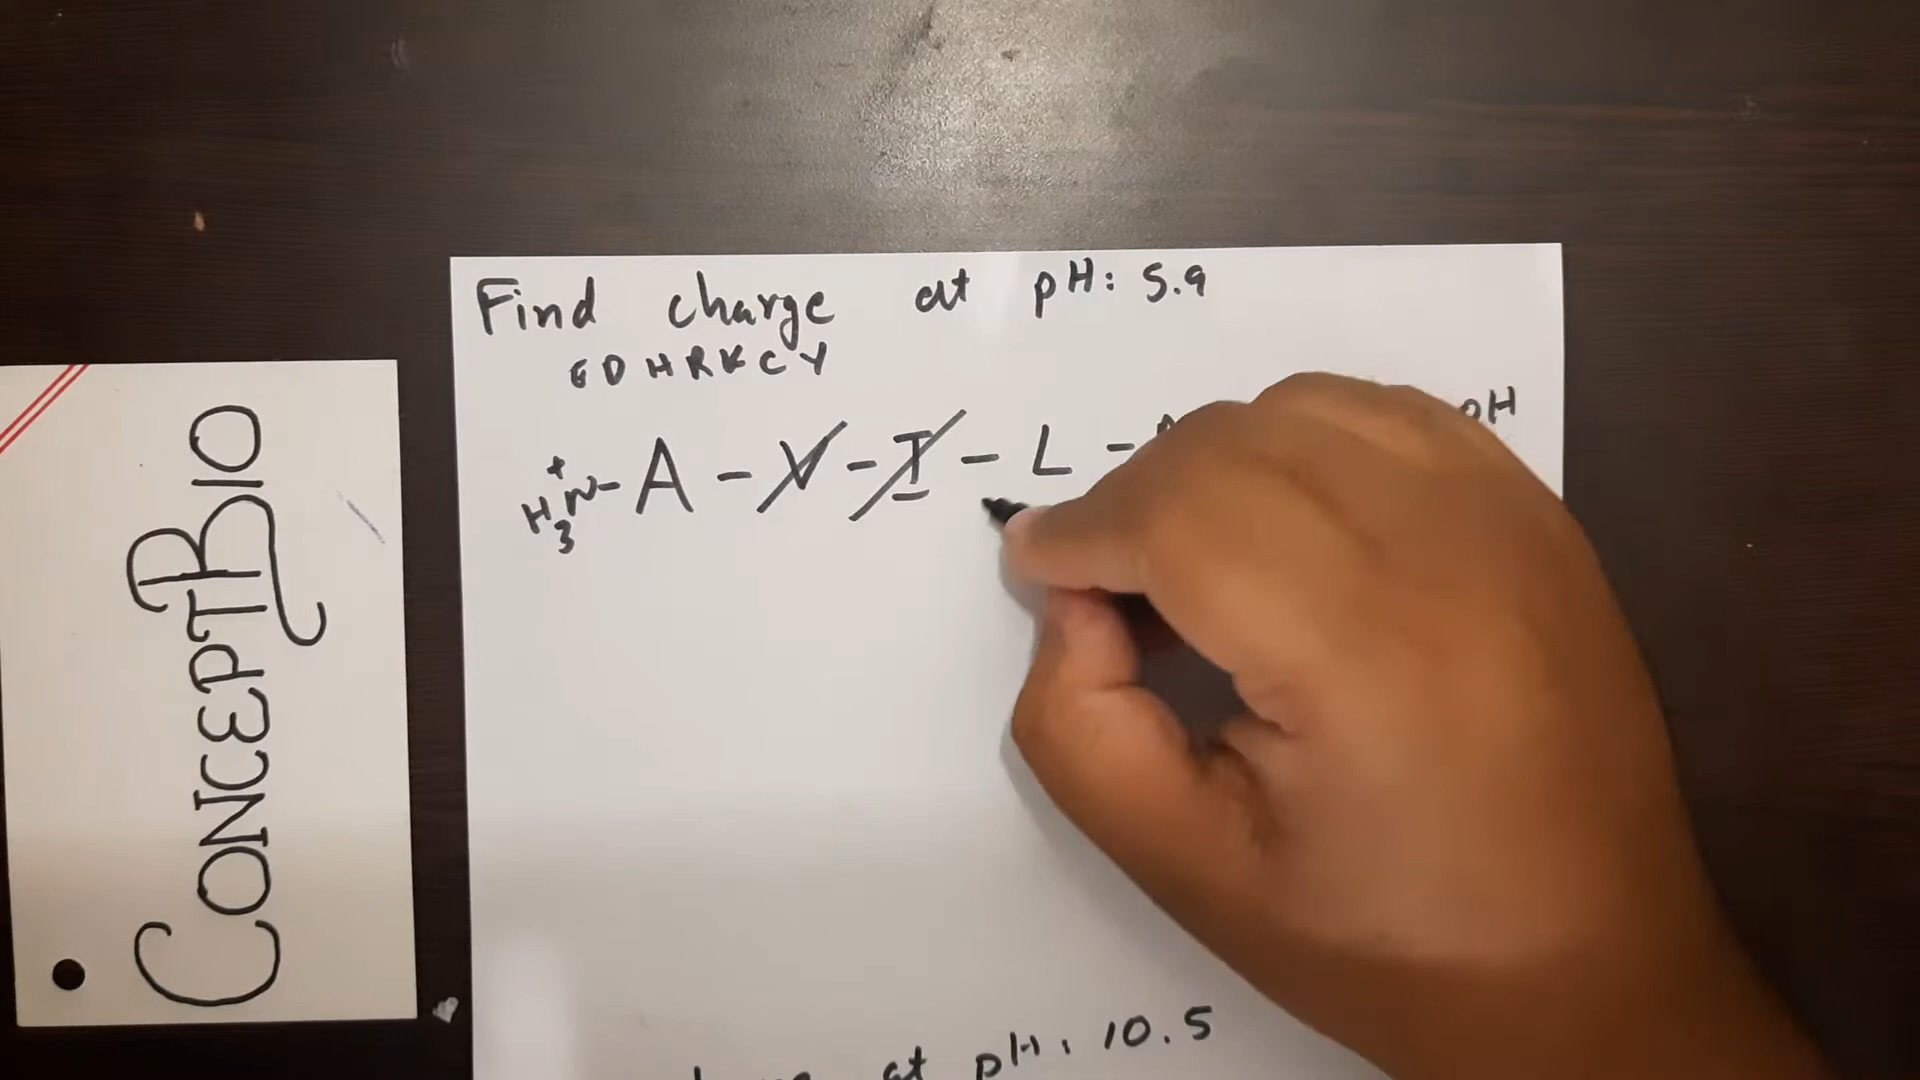 Find charge at pH: 5.9
E D H R K C Y
H3N+ - A - V - I - L -
OH
at pH: 10.5
CONCEPTBIO